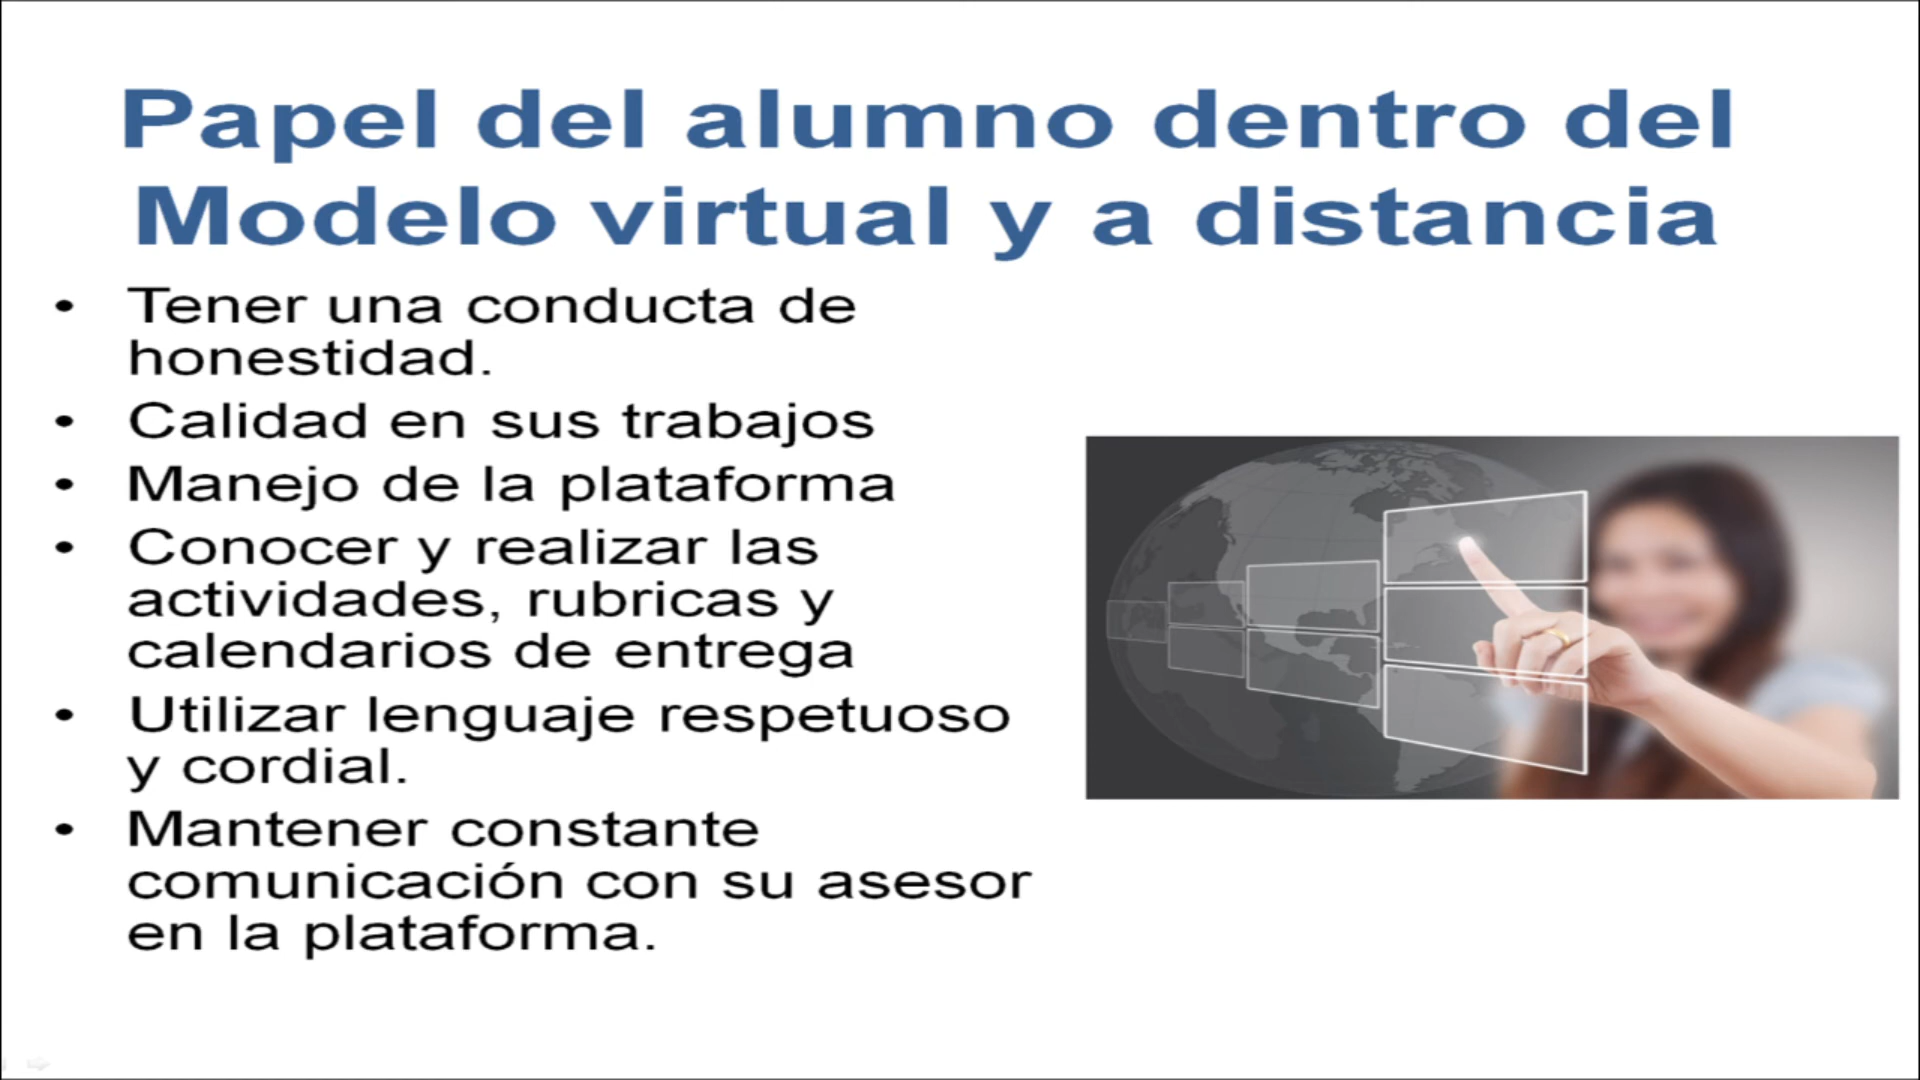 Papel del alumno dentro del
Modelo virtual y a distancia
• Tener una conducta de
honestidad.
• Calidad en sus trabajos
• Manejo de la plataforma
• Conocer y realizar las
actividades, rubricas y
calendarios de entrega
• Utilizar lenguaje respetuoso
y cordial.
• Mantener constante
comunicación con su asesor
en la plataforma.